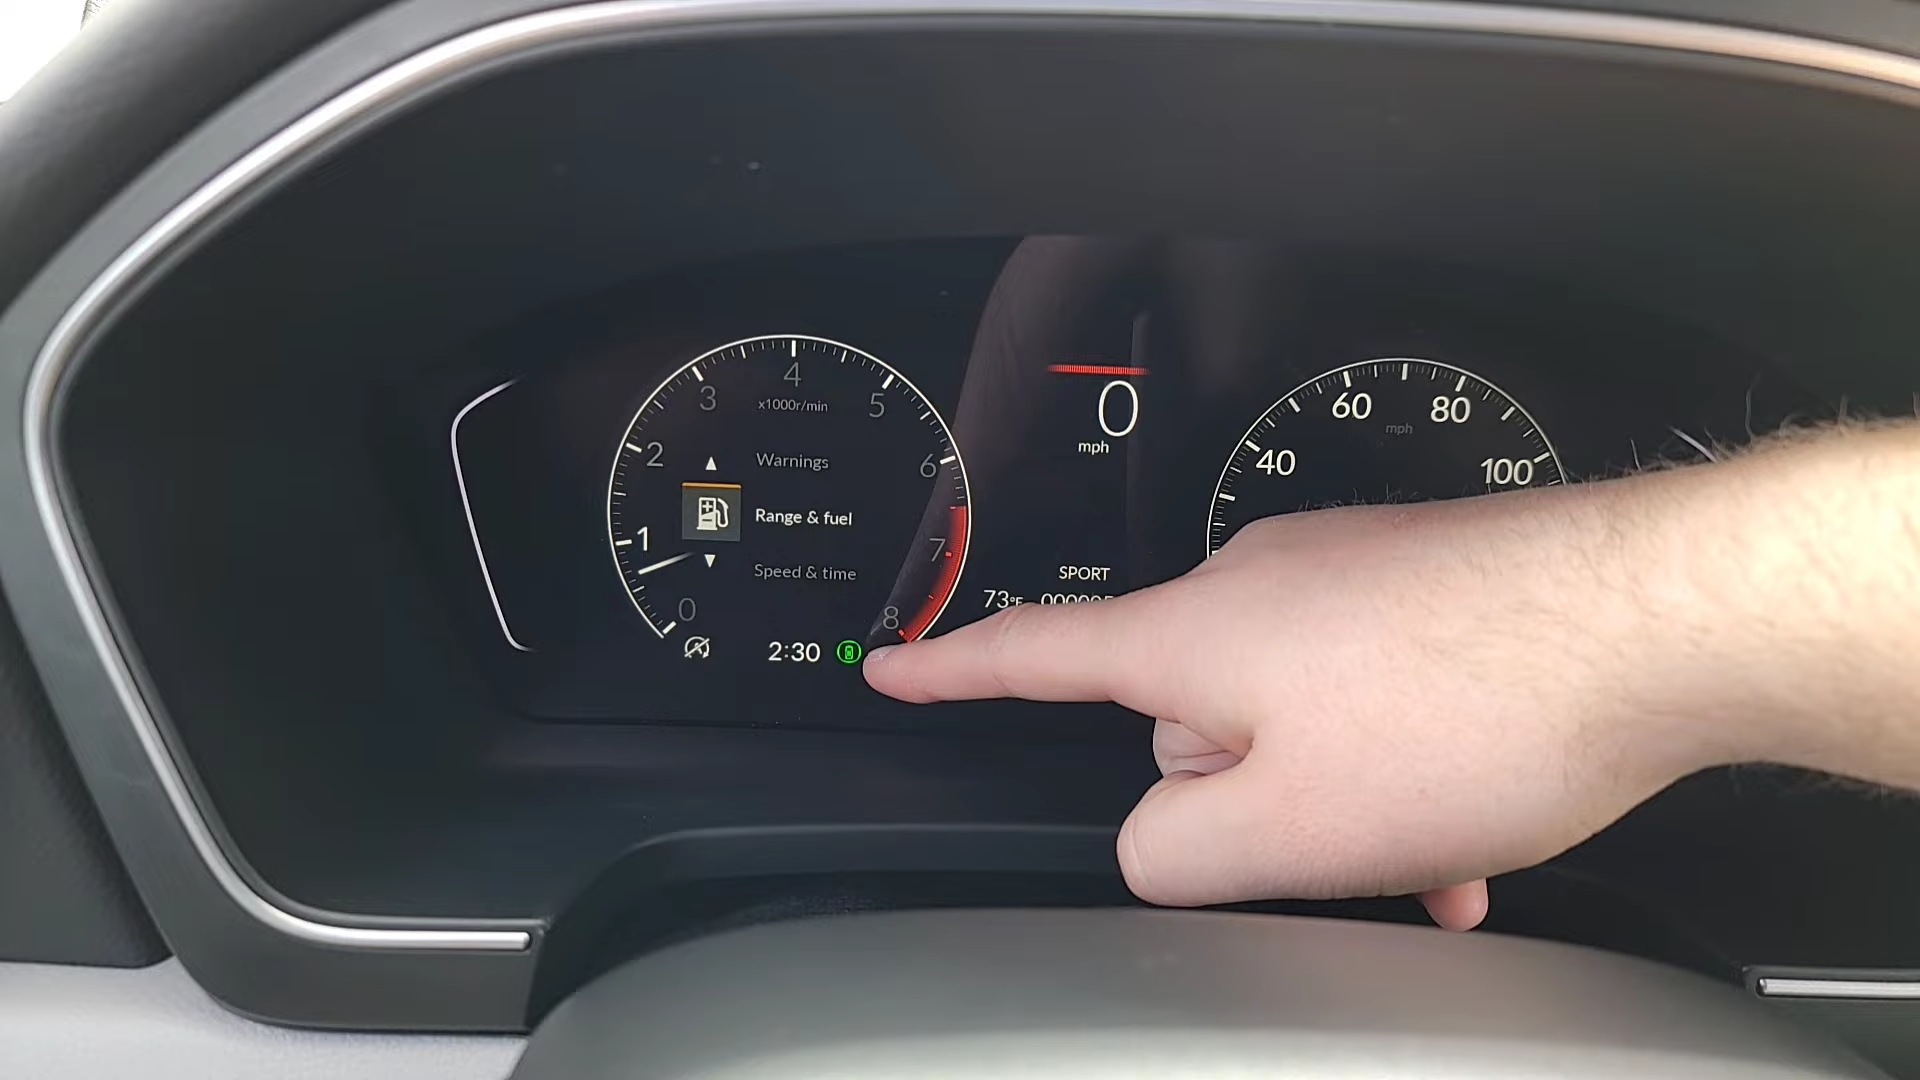 4
3
5
x1000r/min
2
Warnings
6
Range & fuel
1
7
Speed & time
0
8
2:30
0
mph
SPORT
73°F
60
80
mph
40
100